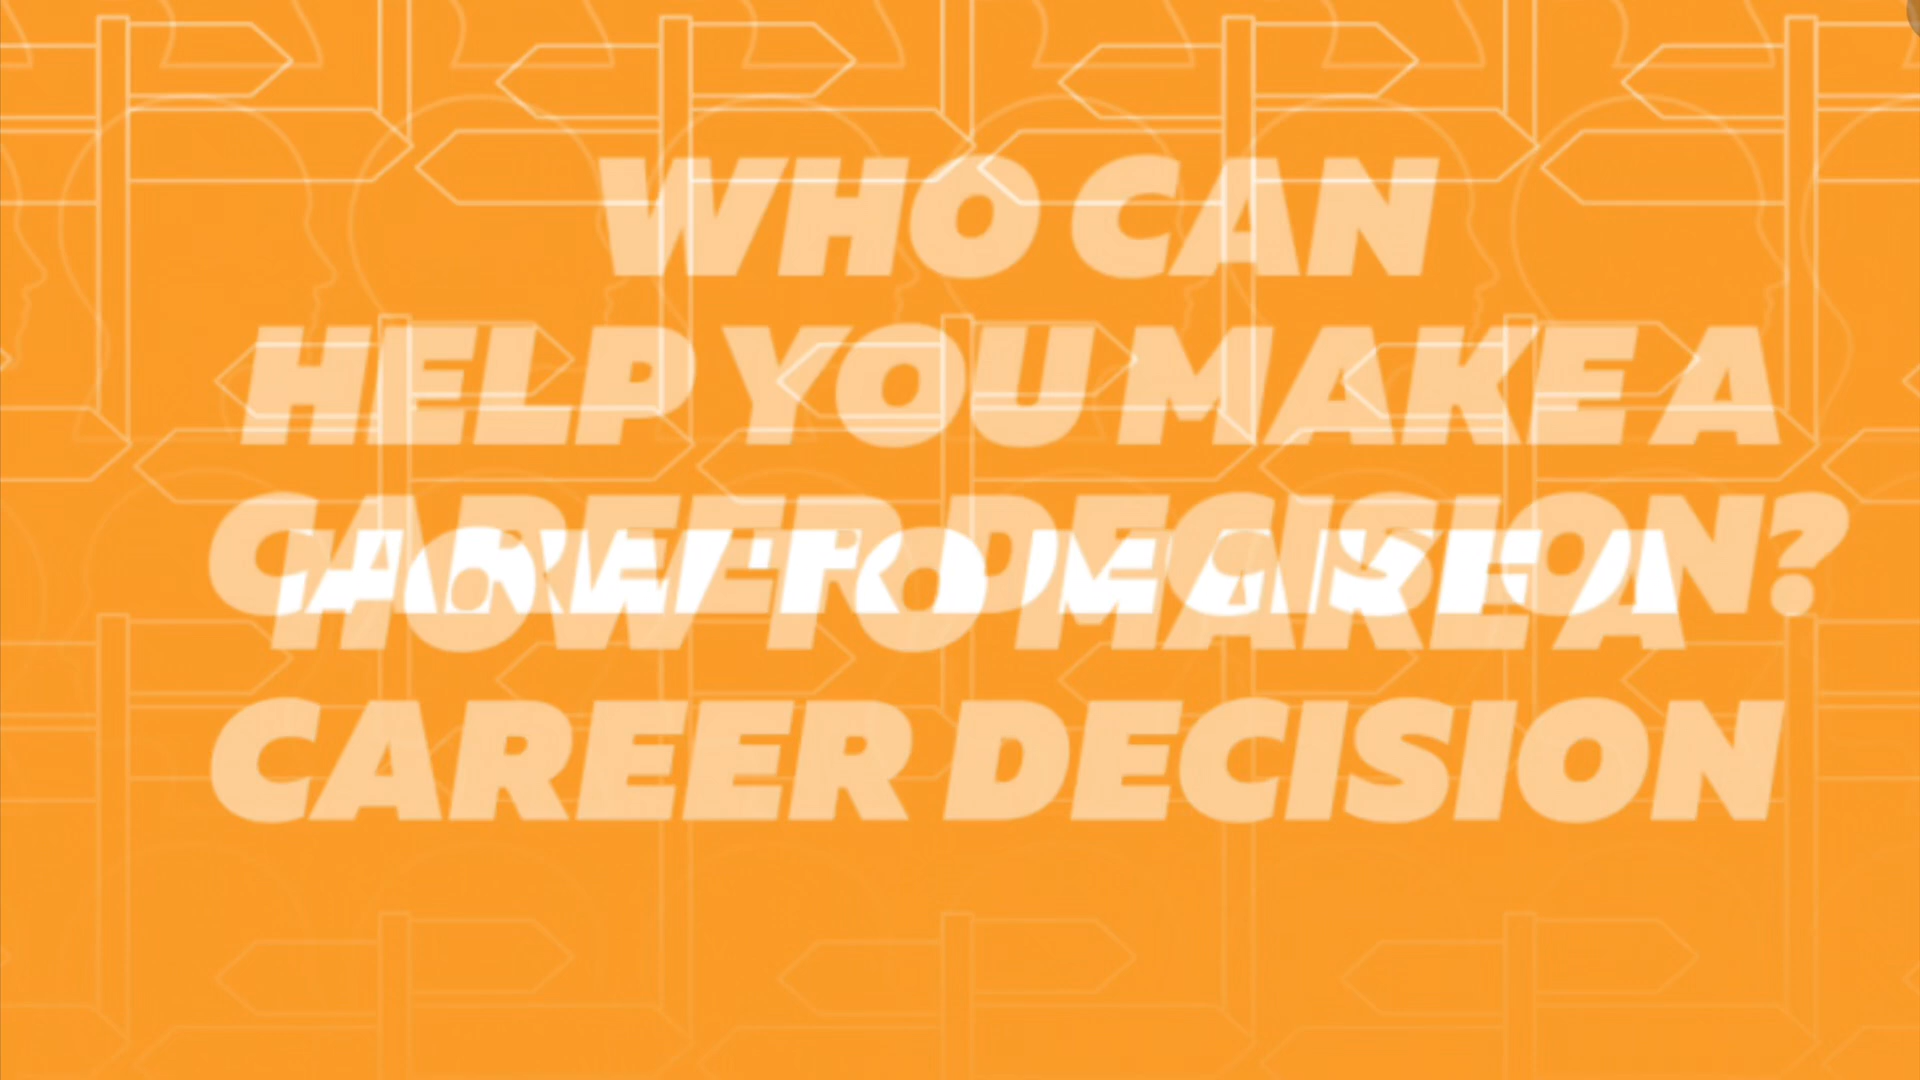 WHO CAN
HELP YOU MAKE A
CAREER DECISION?
HOW TO MAKE A
CAREER DECISION